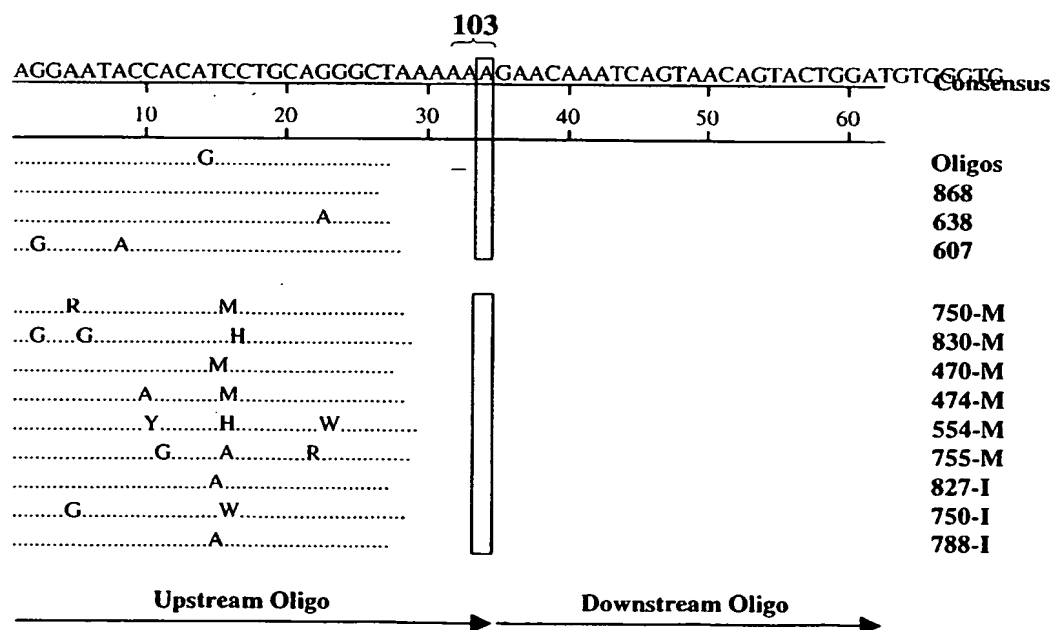 103
AGGAATACCACATCCTGCAGGGCTAAAAAAGAACAAATCAGTAACAGTACTGGATGTGGGTG
Consensus
10 20 30 40 50 60
..........................G.......................... Oligos
.................................................... 868
............................................A......... 638
...G..........A....................................... 607
........R....................M......................... 750-M
...G.....G....................H........................ 830-M
............................M........................ 470-M
..................A..........M......................... 474-M
...................Y.........H.............W........... 554-M
....................G........A...........R............. 755-M
............................A....................... 827-I
........G....................W........................ 750-I
............................A....................... 788-I
Upstream Oligo Downstream Oligo